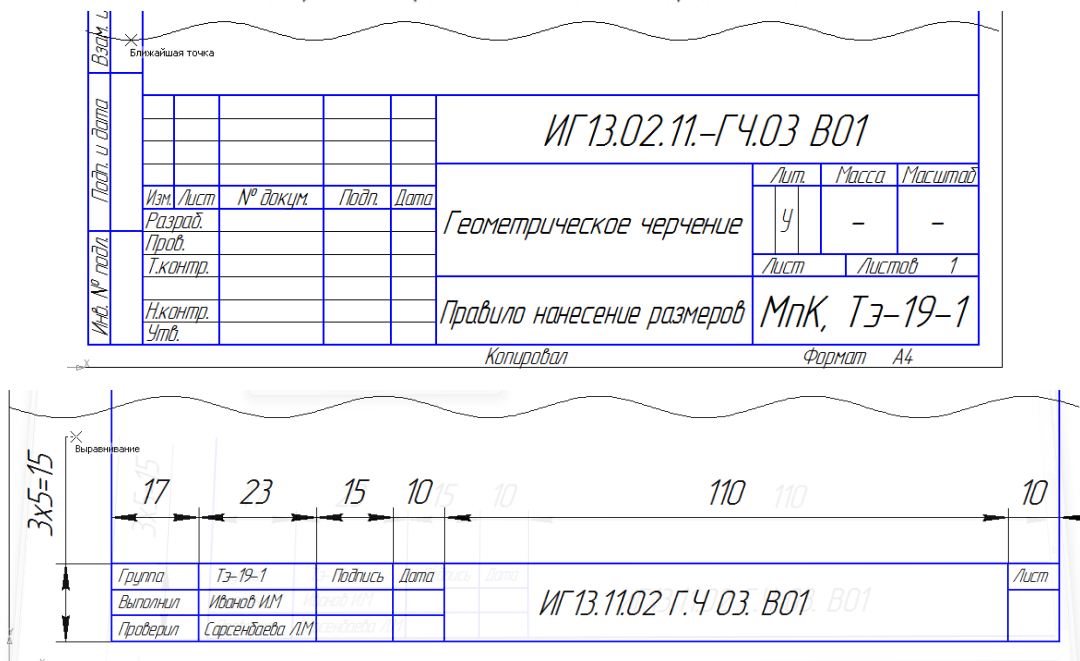 Взам. и
Ближайшая точка
Подп. и дата
Инв. № подл.
ИГ13.02.11.-ГЧ.03 В01
Лит. Масса Масштаб
Изм. Лист № докум. Подп. Дата
Разраб.
Пров.
Т.контр.
Н.контр.
Утв.
Геометрическое черчение
У – –
Лист Листов 1
Правило нанесение размеров
МпК, Тэ-19-1
Копировал Формат А4
X
Выравнивание
3х5=15
17 23 15 10 110 10
Группа Тэ-19-1 Подпись Дата
Выполнил Иванов И.М
Проверил Сарсенбаева Л.М
ИГ13.11.02 Г.Ч 03. В01
Лист